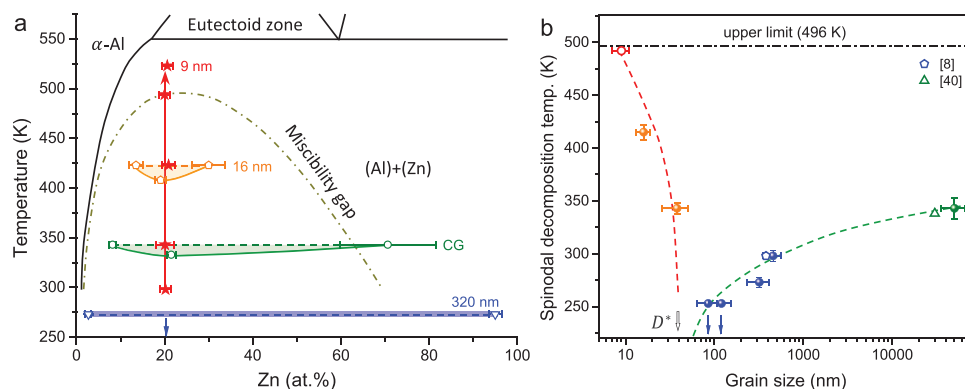 a
Eutectoid zone
α-Al
9 nm
16 nm
Miscibility gap
(Al)+(Zn)
CG
320 nm
550
500
450
400
350
300
250
0
20
40
60
80
100
Temperature (K)
Zn (at.%)
b
upper limit (496 K)
[8]
[40]
D*
500
450
400
350
300
250
10
100
1000
10000
Spinodal decomposition temp. (K)
Grain size (nm)